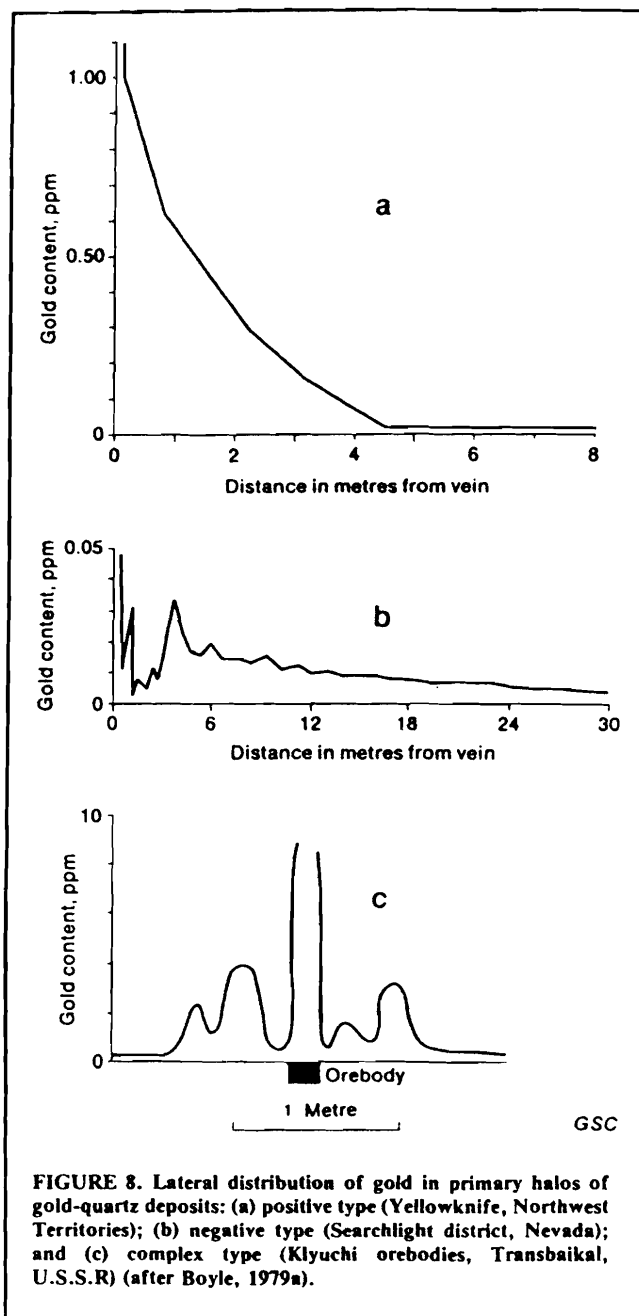 1.00
0.50
0
Gold content, ppm
a
0 2 4 6 8
Distance in metres from vein
0.05
0
Gold content, ppm
b
0 6 12 18 24 30
Distance in metres from vein
10
0
Gold content, ppm
c
Orebody
1 Metre
GSC
FIGURE 8. Lateral distribution of gold in primary halos of
gold-quartz deposits: (a) positive type (Yellowknife, Northwest
Territories); (b) negative type (Searchlight district, Nevada);
and (c) complex type (Klyuchi orebodies, Transbaikal,
U.S.S.R) (after Boyle, 1979a).